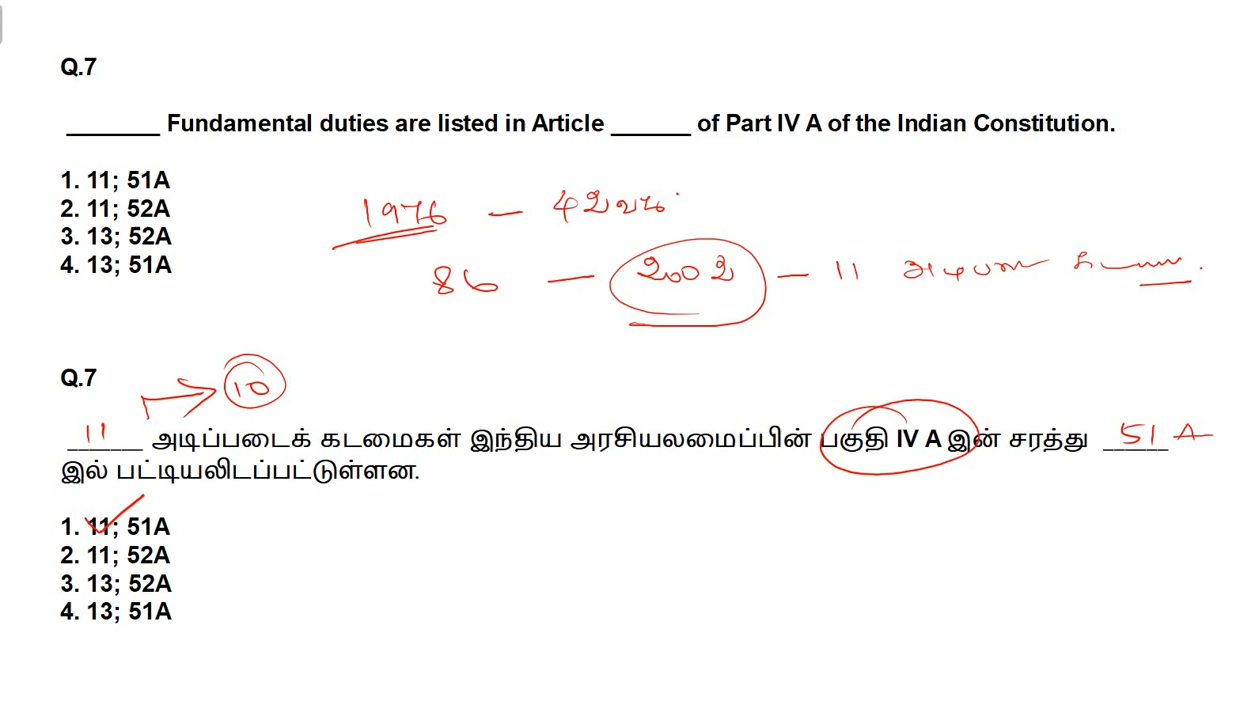 Q.7
_______ Fundamental duties are listed in Article ______ of Part IV A of the Indian Constitution.
1. 11; 51A
2. 11; 52A
3. 13; 52A
4. 13; 51A
1976 - 42வது
86 - 2002 - 11 அடிப்படை
Q.7
10
11 அடிப்படைக் கடமைகள் இந்திய அரசியலமைப்பின் பகுதி IV A இன் சரத்து 51 A
இல் பட்டியலிடப்பட்டுள்ளன.
1. 11; 51A
2. 11; 52A
3. 13; 52A
4. 13; 51A